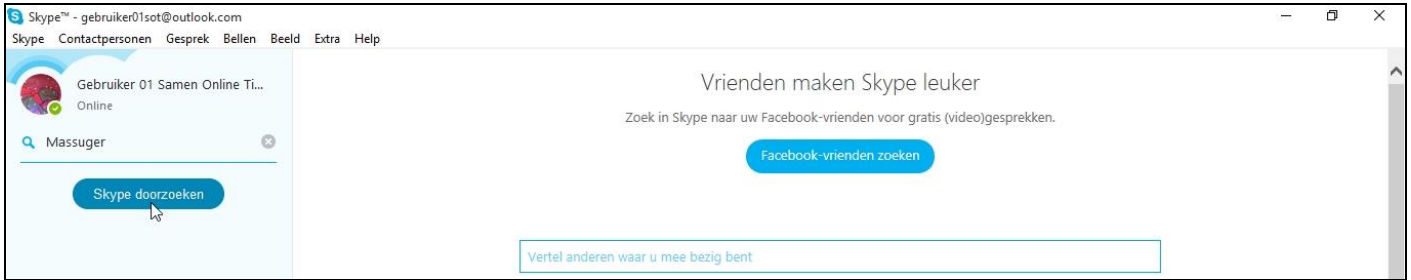 Skype™ - gebruiker01sot@outlook.com
Skype Contactpersonen Gesprek Bellen Beeld Extra Help
Gebruiker 01 Samen Online Ti...
Online
Massuger
Skype doorzoeken
Vrienden maken Skype leuker
Zoek in Skype naar uw Facebook-vrienden voor gratis (video)gesprekken.
Facebook-vrienden zoeken
Vertel anderen waar u mee bezig bent